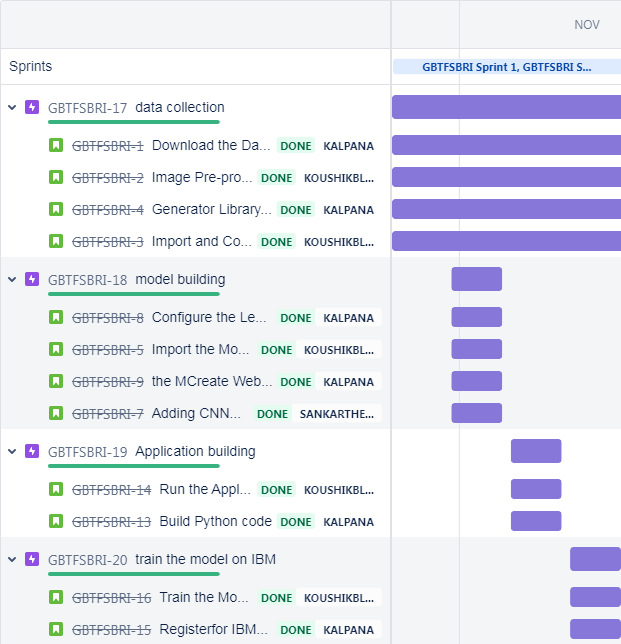 NOV
Sprints
GBTFSBRI Sprint 1, GBTFSBRI S...
GBTFSBRI-17 data collection
GBTFSBRI-1 Download the Da... DONE KALPANA
GBTFSBRI-2 Image Pre-pro... DONE KOUSHIKBL...
GBTFSBRI-4 Generator Library... DONE KALPANA
GBTFSBRI-3 Import and Co... DONE KOUSHIKBL...
GBTFSBRI-18 model building
GBTFSBRI-8 Configure the Le... DONE KALPANA
GBTFSBRI-5 Import the Mo... DONE KOUSHIKBL...
GBTFSBRI-9 the MCreate Web... DONE KALPANA
GBTFSBRI-7 Adding CNN... DONE SANKARTHE...
GBTFSBRI-19 Application building
GBTFSBRI-14 Run the Appl... DONE KOUSHIKBL...
GBTFSBRI-13 Build Python code DONE KALPANA
GBTFSBRI-20 train the model on IBM
GBTFSBRI-16 Train the Mo... DONE KOUSHIKBL...
GBTFSBRI-15 Registerfor IBM... DONE KALPANA